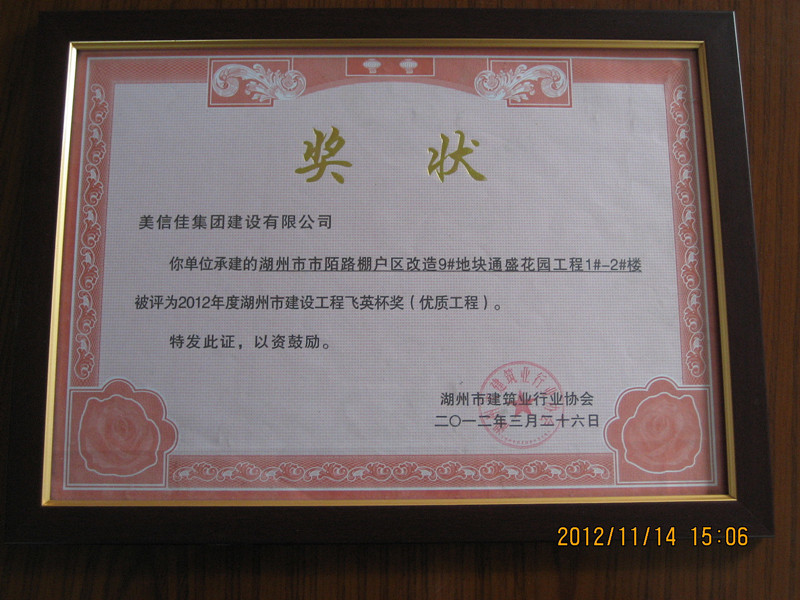 奖 状
美信佳集团建设有限公司
你单位承建的湖州市市陌路棚户区改造9#地块通盛花园工程1#-2#楼
被评为2012年度湖州市建设工程飞英杯奖(优质工程)。
特发此证,以资鼓励。
湖州市建筑业行业协会
二〇一二年三月二十六日
2012/11/14 15:06